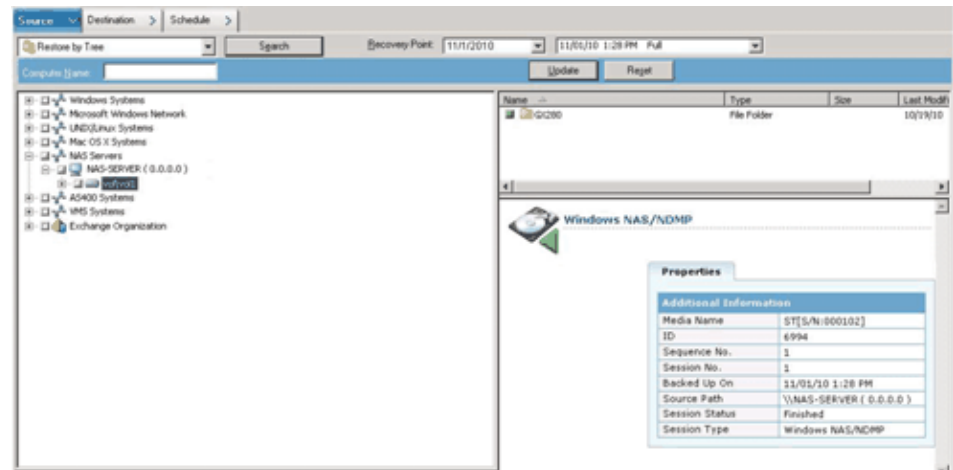 Source Destination > Schedule >
Restore by Tree Search Recovery Point: 11/1/2010 11/01/10 1:28 PM Full
Computer Name: Update Reset
Windows Systems
Microsoft Windows Network
UNIX/Linux Systems
Mac OS X Systems
NAS Servers
NAS-SERVER ( 0.0.0.0 )
AS400 Systems
VMS Systems
Exchange Organization
Name Type Size Last Modifi
GX280 File Folder 10/19/10
Windows NAS/NDMP
Properties
Additional Information
Media Name ST[S/N:000102]
ID 6994
Sequence No. 1
Session No. 1
Backed Up On 11/01/10 1:28 PM
Source Path \\NAS-SERVER ( 0.0.0.0 )
Session Status Finished
Session Type Windows NAS/NDMP